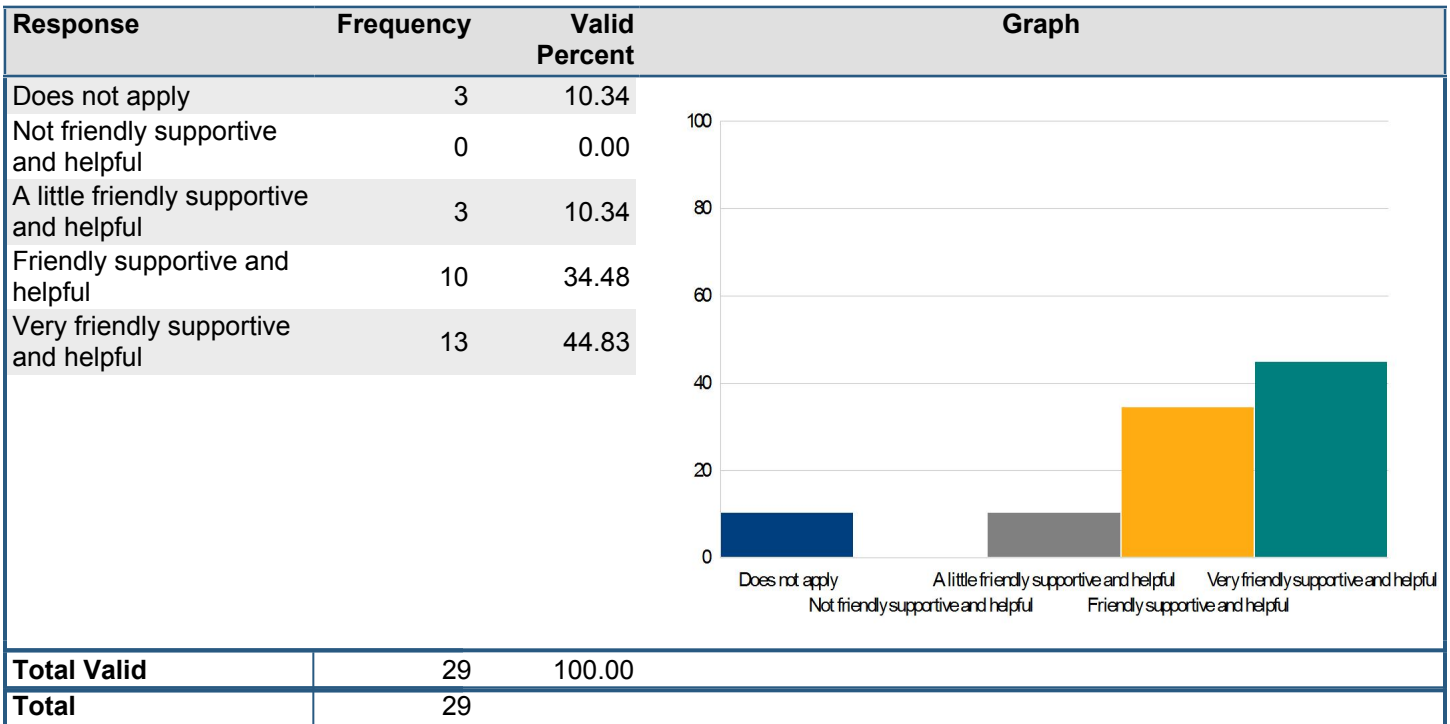 Response Frequency Valid Percent Graph
Does not apply 3 10.34
Not friendly supportive
and helpful 0 0.00
A little friendly supportive
and helpful 3 10.34
Friendly supportive and
helpful 10 34.48
Very friendly supportive
and helpful 13 44.83
100
80
60
40
20
0
Does not apply A little friendly supportive and helpful Very friendly supportive and helpful
Not friendly supportive and helpful Friendly supportive and helpful
Total Valid 29 100.00
Total 29